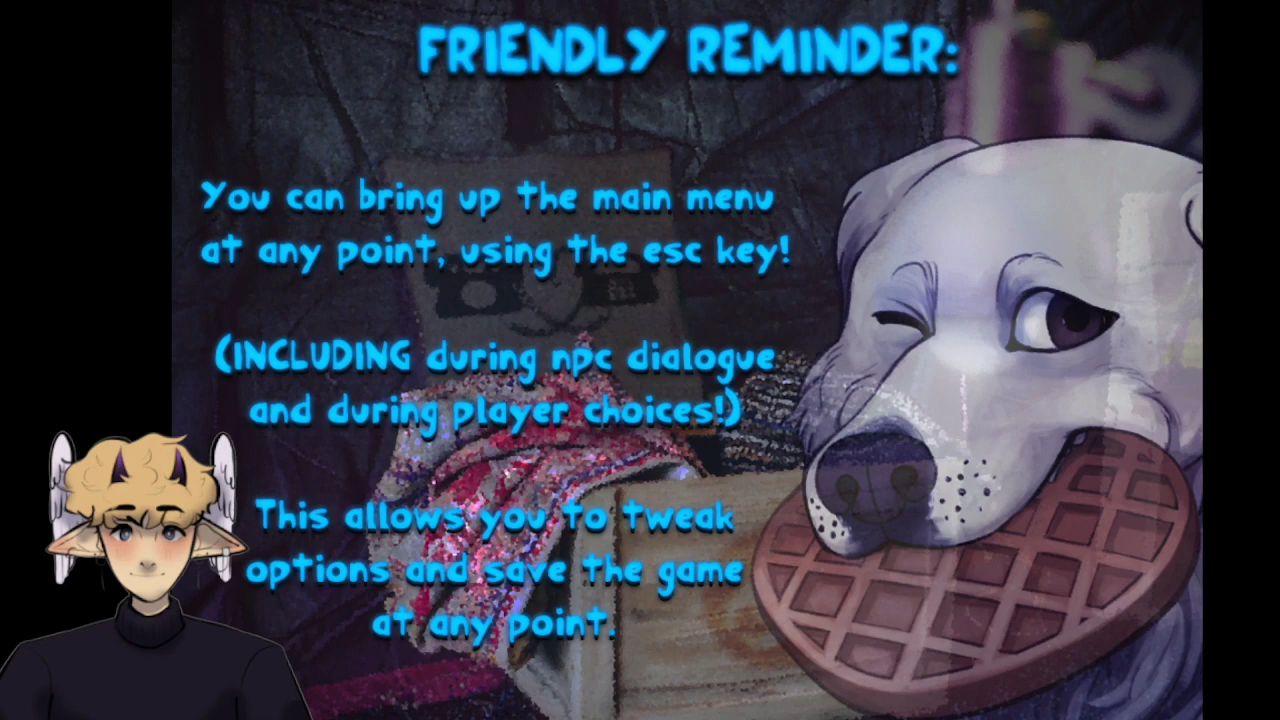 FRIENDLY REMINDER:
You can bring up the main menu
at any point, using the esc key!
(INCLUDING during npc dialogue
and during player choices!)
This allows you to tweak
options and save the game
at any point.